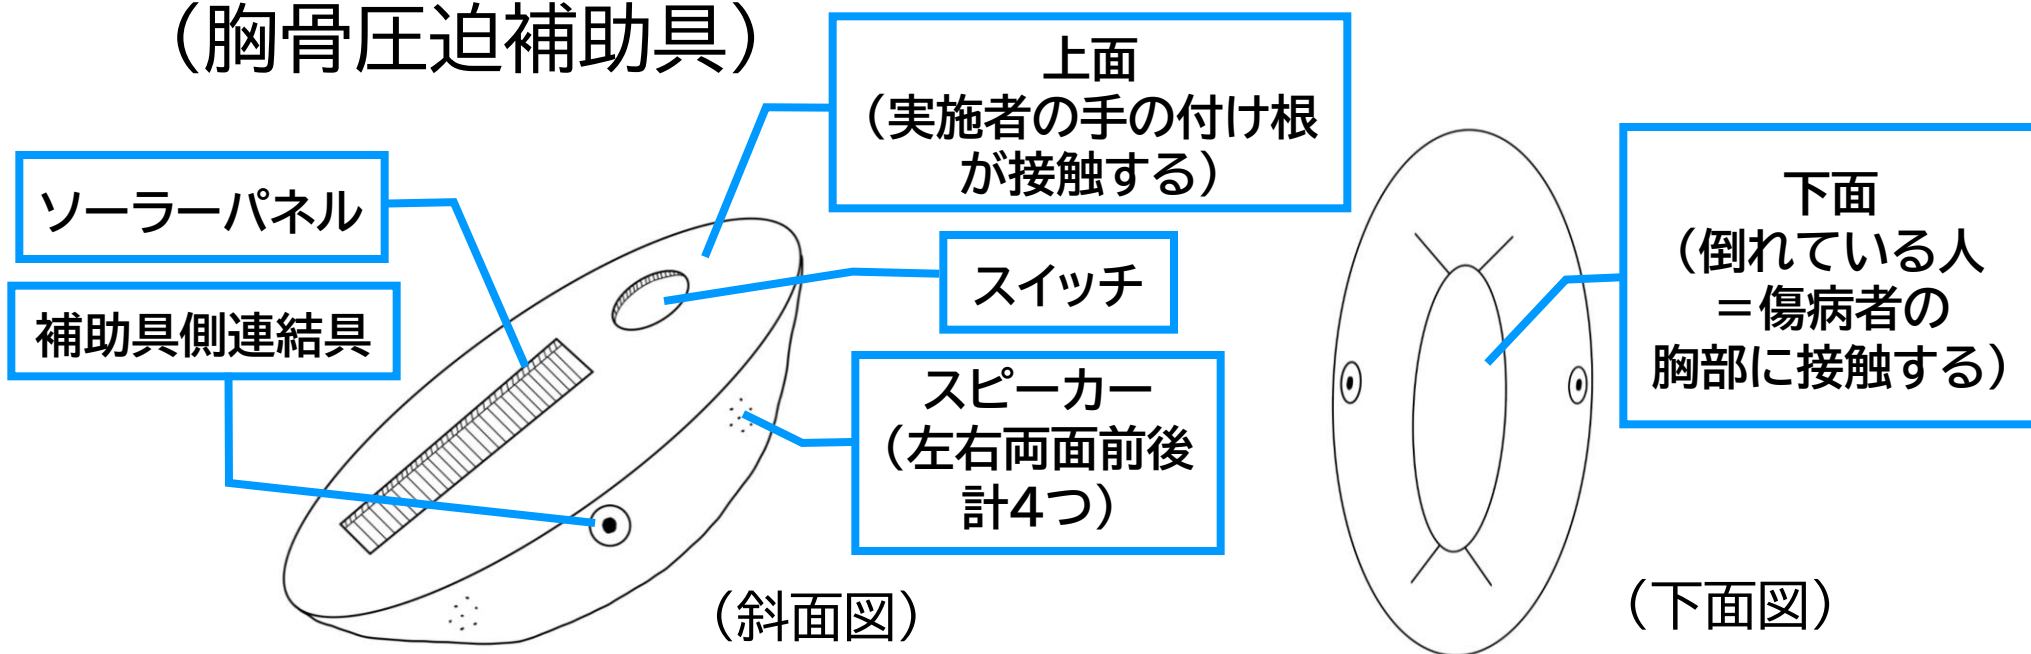 （胸骨圧迫補助具）
上面
（実施者の手の付け根
が接触する）
ソーラーパネル
スイッチ
補助具側連結具
スピーカー
（左右両面前後
計4つ）
（斜面図）
下面
（倒れている人
＝傷病者の
胸部に接触する）
（下面図）